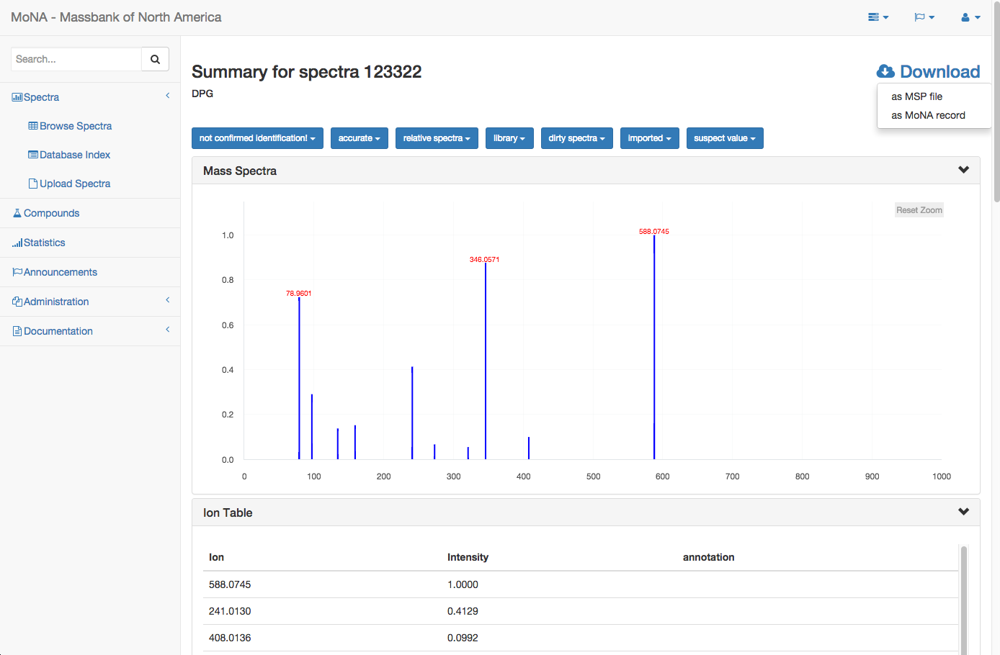 MoNA - Massbank of North America
Search...
Spectra
Browse Spectra
Database Index
Upload Spectra
Compounds
Statistics
Announcements
Administration
Documentation
Summary for spectra 123322
DPG
Download
as MSP file
as MoNA record
not confirmed identification! accurate relative spectra library dirty spectra imported suspect value
Mass Spectra
Reset Zoom
588.0745
346.0571
78.9601
1.0
0.8
0.6
0.4
0.2
0.0
0 100 200 300 400 500 600 700 800 900 1000
Ion Table
Ion Intensity annotation
588.0745 1.0000
241.0130 0.4129
408.0136 0.0992